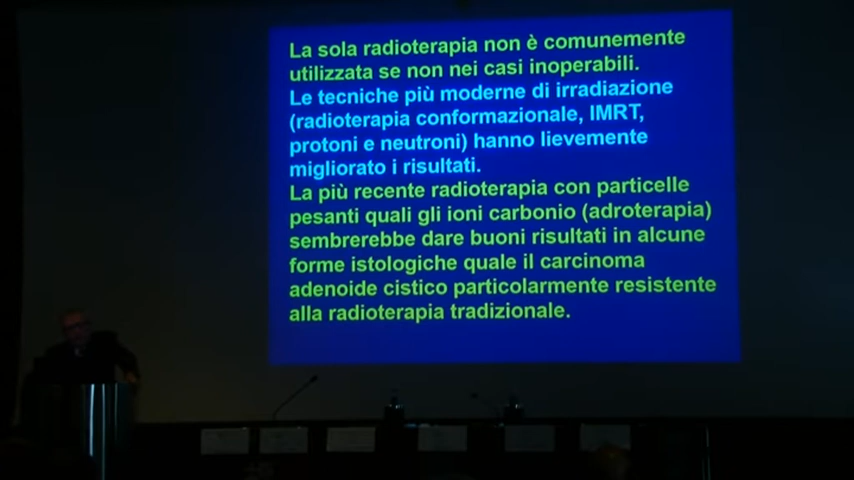 La sola radioterapia non è comunemente
utilizzata se non nei casi inoperabili.
Le tecniche più moderne di irradiazione
(radioterapia conformazionale, IMRT,
protoni e neutroni) hanno lievemente
migliorato i risultati.
La più recente radioterapia con particelle
pesanti quali gli ioni carbonio (adroterapia)
sembrerebbe dare buoni risultati in alcune
forme istologiche quale il carcinoma
adenoide cistico particolarmente resistente
alla radioterapia tradizionale.